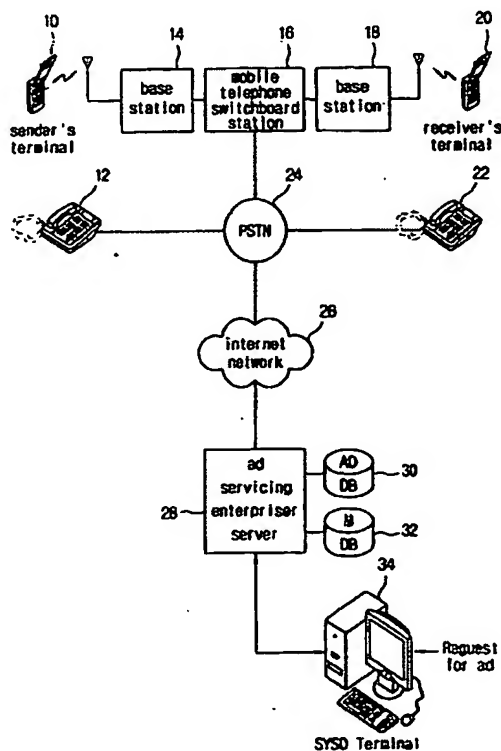 10
14
16
18
20
base
station
mobile
telephone
switchboard
station
base
station
sender's
terminal
receiver's
terminal
12
24
22
PSTN
28
internet
network
ad
servicing
enterpriser
server
28
AD
DB
30
M
DB
32
34
Request
for ad
SYSO Terminal